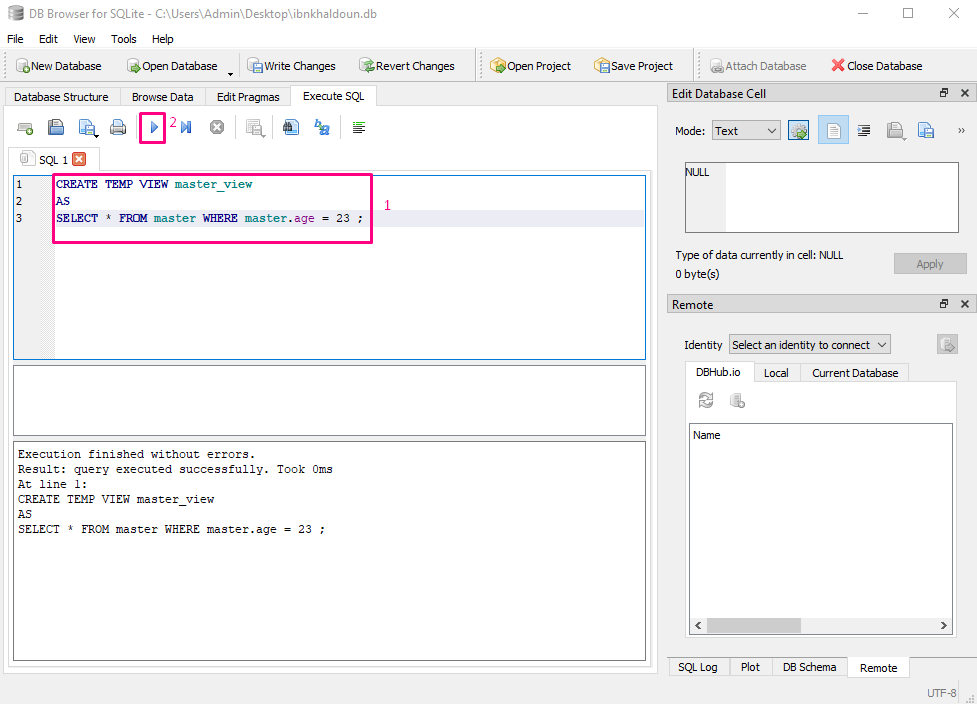 DB Browser for SQLite - C:\Users\Admin\Desktop\ibnkhaldoun.db
File Edit View Tools Help
New Database Open Database Write Changes Revert Changes Open Project Save Project Attach Database Close Database
Database Structure Browse Data Edit Pragmas Execute SQL
2
SQL 1
1 CREATE TEMP VIEW master_view
2 AS
3 SELECT * FROM master WHERE master.age = 23 ;
1
Execution finished without errors.
Result: query executed successfully. Took 0ms
At line 1:
CREATE TEMP VIEW master_view
AS
SELECT * FROM master WHERE master.age = 23 ;
Edit Database Cell
Mode: Text
NULL
Type of data currently in cell: NULL
0 byte(s)
Apply
Remote
Identity Select an identity to connect
DBHub.io Local Current Database
Name
SQL Log Plot DB Schema Remote
UTF-8